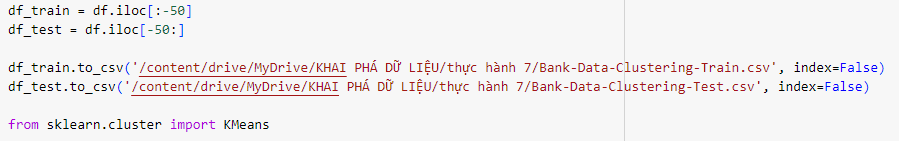 df_train = df.iloc[:-50]
df_test = df.iloc[-50:]
df_train.to_csv('/content/drive/MyDrive/KHAI PHÁ DỮ LIỆU/thực hành 7/Bank-Data-Clustering-Train.csv', index=False)
df_test.to_csv('/content/drive/MyDrive/KHAI PHÁ DỮ LIỆU/thực hành 7/Bank-Data-Clustering-Test.csv', index=False)
from sklearn.cluster import KMeans